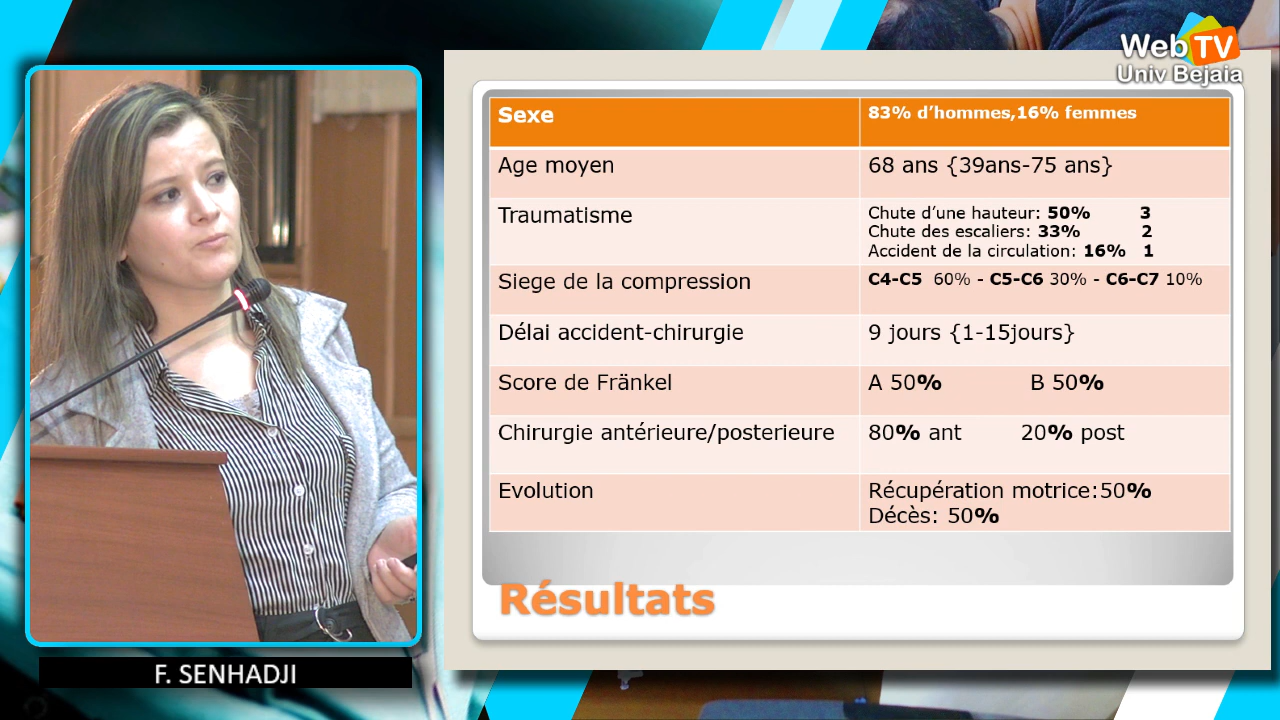 WebTV
Univ Bejaia
Sexe 83% d’hommes,16% femmes
Age moyen 68 ans {39ans-75 ans}
Traumatisme Chute d’une hauteur: 50% 3
Chute des escaliers: 33% 2
Accident de la circulation: 16% 1
Siege de la compression C4-C5 60% - C5-C6 30% - C6-C7 10%
Délai accident-chirurgie 9 jours {1-15jours}
Score de Fränkel A 50% B 50%
Chirurgie antérieure/posterieure 80% ant 20% post
Evolution Récupération motrice:50%
Décès: 50%
Résultats
F. SENHADJI